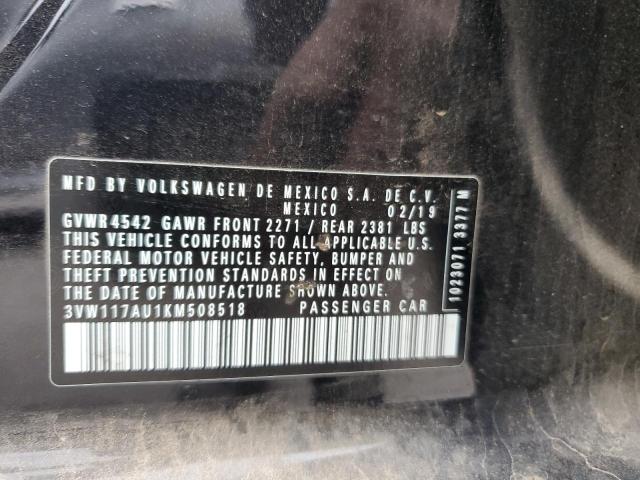 MFD BY VOLKSWAGEN DE MEXICO S.A. DE C.V.
MEXICO 02/19
GVWR 4542 GAWR FRONT 2271 / REAR 2381 LBS
THIS VEHICLE CONFORMS TO ALL APPLICABLE U.S.
FEDERAL MOTOR VEHICLE SAFETY, BUMPER AND
THEFT PREVENTION STANDARDS IN EFFECT ON
THE DATE OF MANUFACTURE SHOWN ABOVE.
3VW117AU1KM508518 PASSENGER CAR
1023071 3377 M